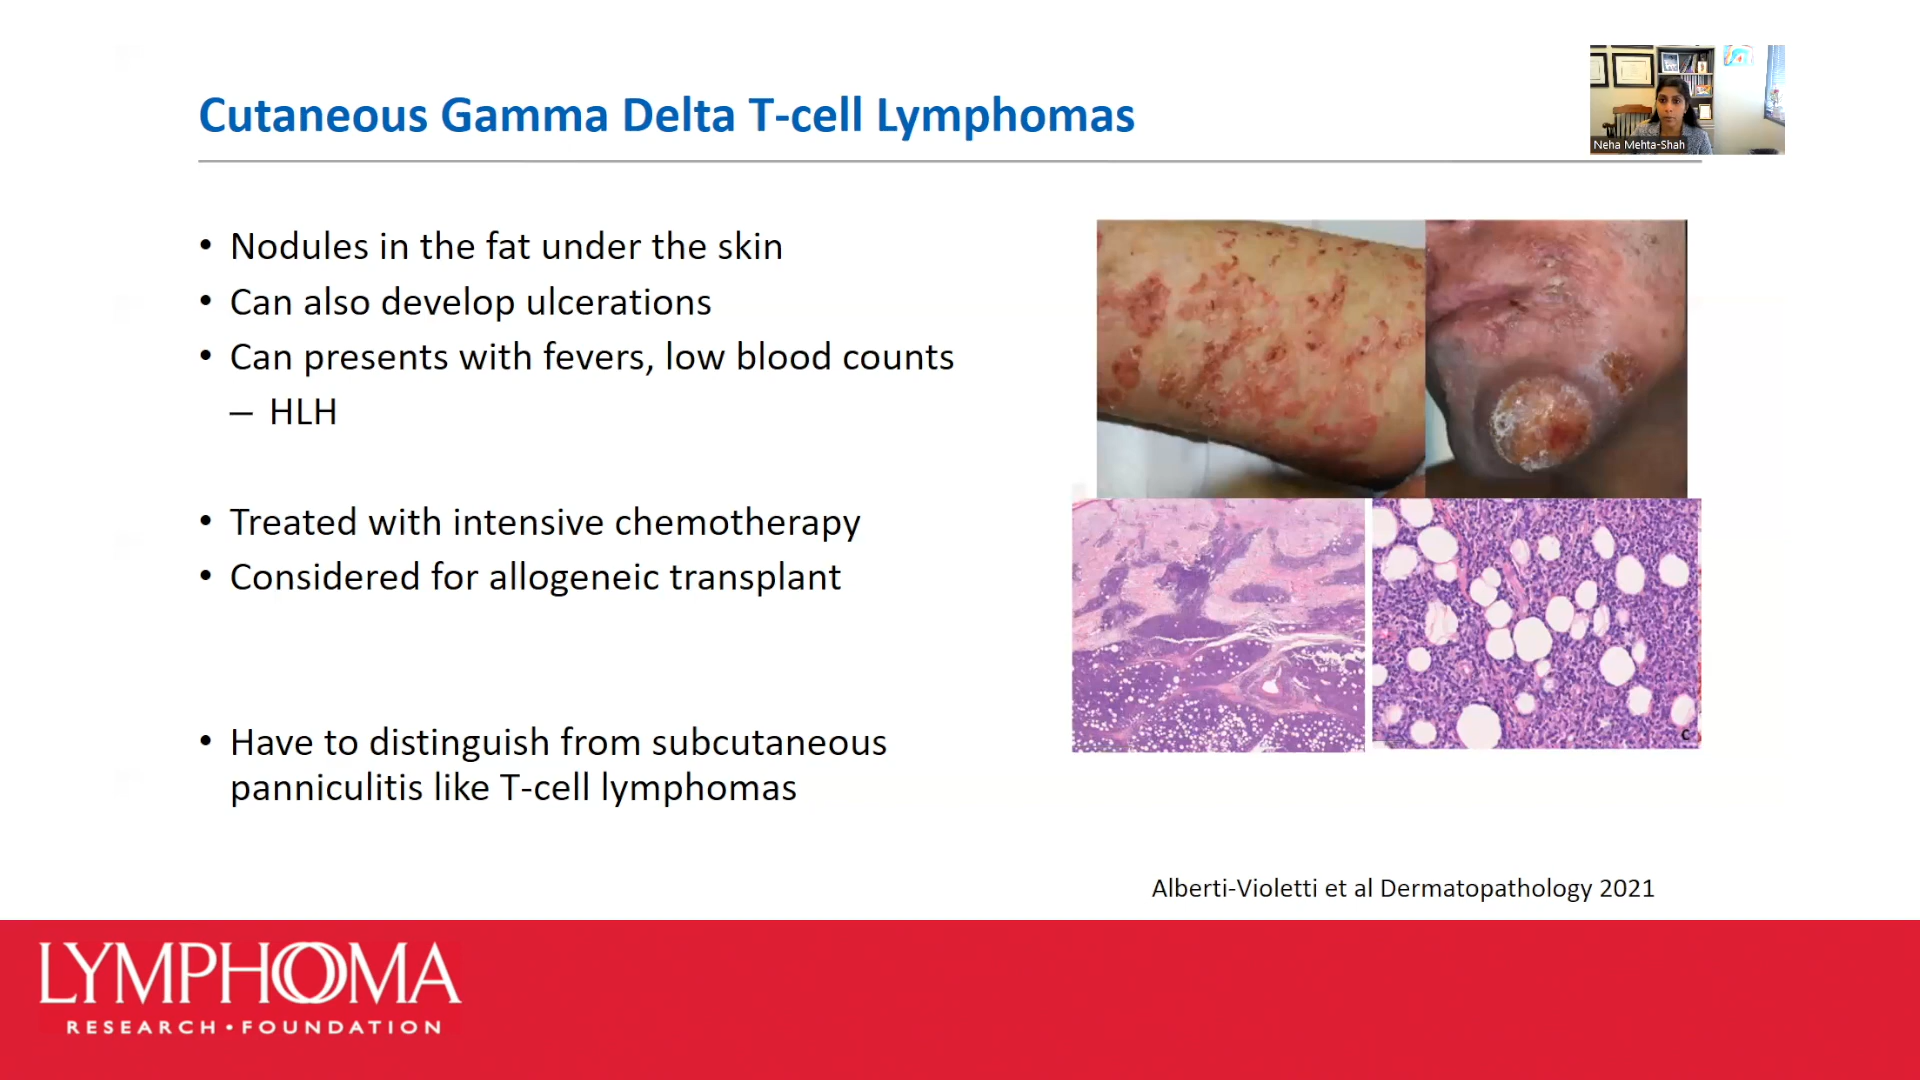 Cutaneous Gamma Delta T-cell Lymphomas
Neha Mehta-Shah
• Nodules in the fat under the skin
• Can also develop ulcerations
• Can presents with fevers, low blood counts
– HLH
• Treated with intensive chemotherapy
• Considered for allogeneic transplant
• Have to distinguish from subcutaneous
panniculitis like T-cell lymphomas
C
Alberti-Violetti et al Dermatopathology 2021
LYMPHOMA
RESEARCH • FOUNDATION